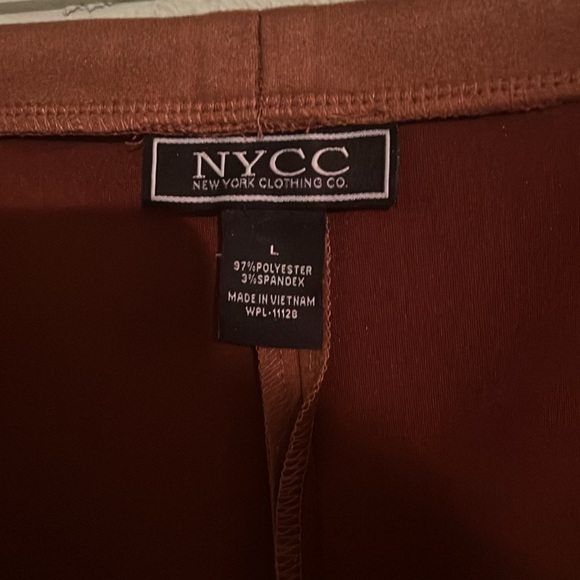 NYCC
NEW YORK CLOTHING CO.
L
97%POLYESTER
3%SPANDEX
MADE IN VIETNAM
WPL-11128